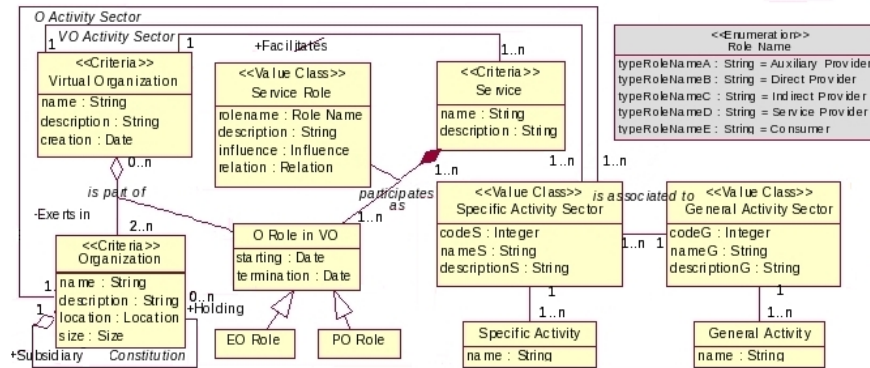 O Activity Sector
VO Activity Sector
1
1
+Facilitates
1..n
<<Criteria>>
Virtual Organization
name : String
description : String
creation : Date
<<Value Class>>
Service Role
rolename : Role Name
description : String
influence : Influence
relation : Relation
<<Criteria>>
Service
name : String
description : String
<<Enumeration>>
Role Name
typeRoleNameA : String = Auxiliary Provider
typeRoleNameB : String = Direct Provider
typeRoleNameC : String = Indirect Provider
typeRoleNameD : String = Service Provider
typeRoleNameE : String = Consumer
0..n
1..n
1..n
1..n
is part of
participates
as
1..n
-Exerts in
2..n
<<Value Class>>
Specific Activity Sector
codeS : Integer
nameS : String
descriptionS : String
is associated to
1..n
1
<<Value Class>>
General Activity Sector
codeG : Integer
nameG : String
descriptionG : String
O Role in VO
starting : Date
termination : Date
<<Criteria>>
Organization
name : String
description : String
location : Location
size : Size
1..
1
0..n
+Holding
+Subsidiary
Constitution
EO Role
PO Role
1
1..n
Specific Activity
name : String
1
1..n
General Activity
name : String